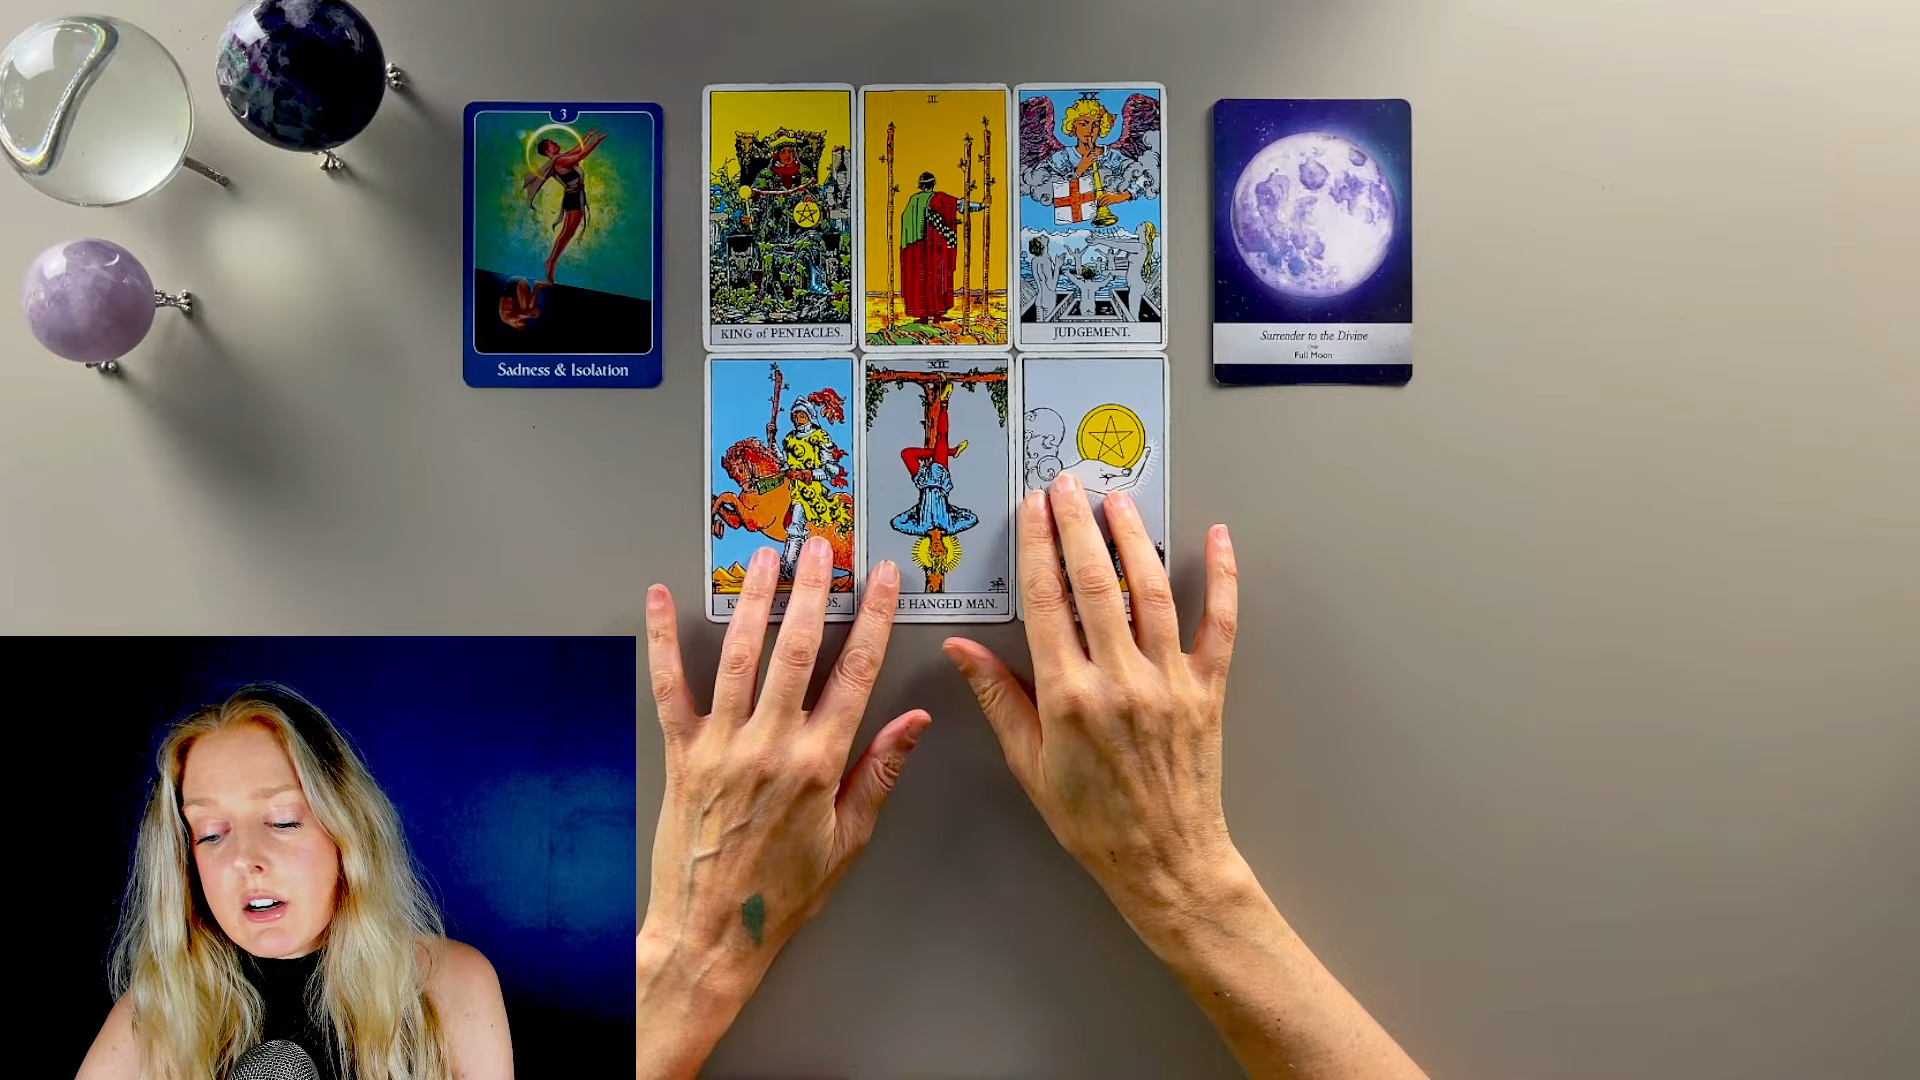 3
Sadness & Isolation
KING of PENTACLES.
III
XX
JUDGEMENT.
Surrender to the Divine
Full Moon
XII
HANGED MAN.